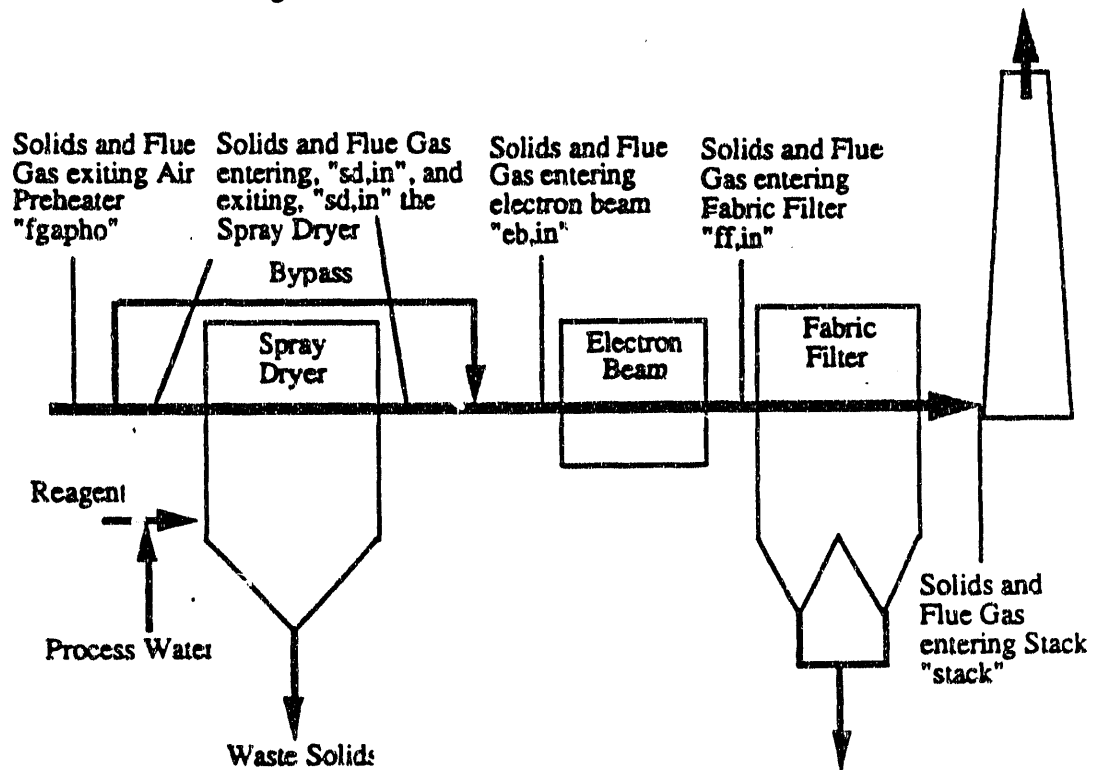 Solids and Flue
Gas exiting Air
Preheater
"fgapho"
Solids and Flue Gas
entering, "sd,in", and
exiting, "sd,in" the
Spray Dryer
Solids and Flue
Gas entering
electron beam
"eb,in"
Solids and Flue
Gas entering
Fabric Filter
"ff,in"
Bypass
Spray
Dryer
Electron
Beam
Fabric
Filter
Reagent
Process Water
Waste Solids
Solids and
Flue Gas
entering Stack
"stack"